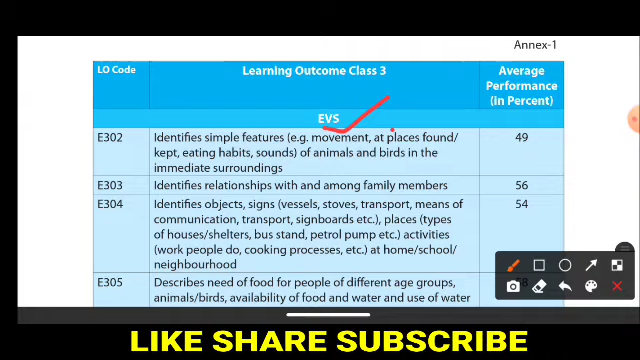 Annex-1
LO Code
Learning Outcome Class 3
Average
Performance
(in Percent)
EVS
E302
Identifies simple features (e.g. movement, at places found/
kept, eating habits, sounds) of animals and birds in the
immediate surroundings
49
E303
Identifies relationships with and among family members
56
E304
Identifies objects, signs (vessels, stoves, transport, means of
communication, transport, signboards etc.), places (types
of houses/shelters, bus stand, petrol pump etc.) activities
(work people do, cooking processes, etc.) at home/school/
neighbourhood
54
E305
Describes need of food for people of different age groups,
animals/birds, availability of food and water and use of water
LIKE SHARE SUBSCRIBE